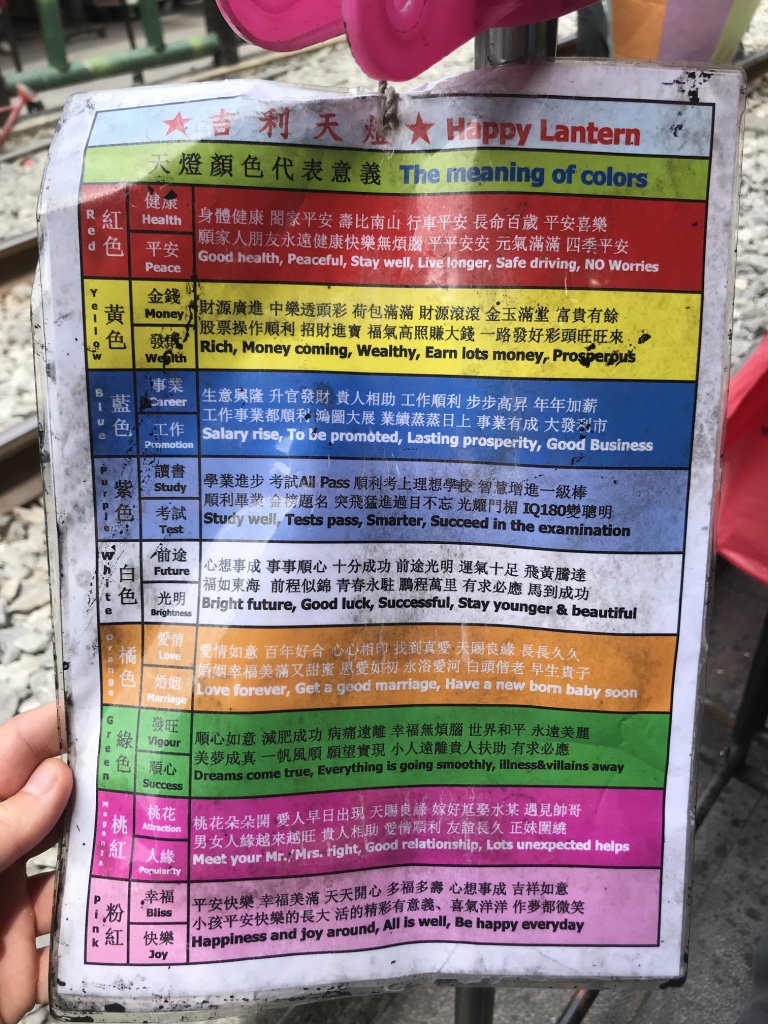 ★吉利天燈★ Happy Lantern
天燈顏色代表意義 The meaning of colors
Red 紅色
健康
Health
平安
Peace
身體健康 閤家平安 壽比南山 行車平安 長命百歲 平安喜樂
願家人朋友永遠健康快樂無煩腦 平平安安 元氣滿滿 四季平安
Good health, Peaceful, Stay well, Live longer, Safe driving, NO Worries
Yellow 黃色
金錢
Money
發財
Wealth
財源廣進 中樂透頭彩 荷包滿滿 財源滾滾 金玉滿堂 富貴有餘
股票操作順利 招財進寶 福氣高照賺大錢 一路發好彩頭旺旺來
Rich, Money coming, Wealthy, Earn lots money, Prosperous
Blue 藍色
事業
Career
工作
Promotion
生意興隆 升官發財 貴人相助 工作順利 步步高昇 年年加薪
工作事業都順利 鴻圖大展 業績蒸蒸日上 事業有成 大發利市
Salary rise, To be promoted, Lasting prosperity, Good Business
Purple 紫色
讀書
Study
考試
Test
學業進步 考試All Pass 順利考上理想學校 智慧增進一級棒
順利畢業 金榜題名 突飛猛進過目不忘 光耀門楣 IQ180變聰明
Study well, Tests pass, Smarter, Succeed in the examination
White 白色
前途
Future
光明
Brightness
心想事成 事事順心 十分成功 前途光明 運氣十足 飛黃騰達
福如東海 前程似錦 青春永駐 鵬程萬里 有求必應 馬到成功
Bright future, Good luck, Successful, Stay younger & beautiful
Orange 橘色
愛情
Love
婚姻
Marriage
愛情如意 百年好合 心心相印 找到真愛 天賜良緣 長長久久
婚姻幸福美滿又甜蜜 恩愛如初 永浴愛河 白頭偕老 早生貴子
Love forever, Get a good marriage, Have a new born baby soon
Green 綠色
發旺
Vigour
順心
Success
順心如意 減肥成功 病痛遠離 幸福無煩腦 世界和平 永遠美麗
美夢成真 一帆風順 願望實現 小人遠離貴人扶助 有求必應
Dreams come true, Everything is going smoothly, illness&villains away
Magenta 桃紅
桃花
Attraction
人緣
Popularity
桃花朵朵開 愛人早日出現 天賜良緣 嫁好尪娶水某 遇見帥哥
男女人緣越來越旺 貴人相助 愛情順利 友誼長久 正妹圍繞
Meet your Mr./Mrs. right, Good relationship, Lots unexpected helps
Pink 粉紅
幸福
Bliss
快樂
Joy
平安快樂 幸福美滿 天天開心 多福多壽 心想事成 吉祥如意
小孩平安快樂的長大 活的精彩有意義、喜氣洋洋 作夢都微笑
Happiness and joy around, All is well, Be happy everyday